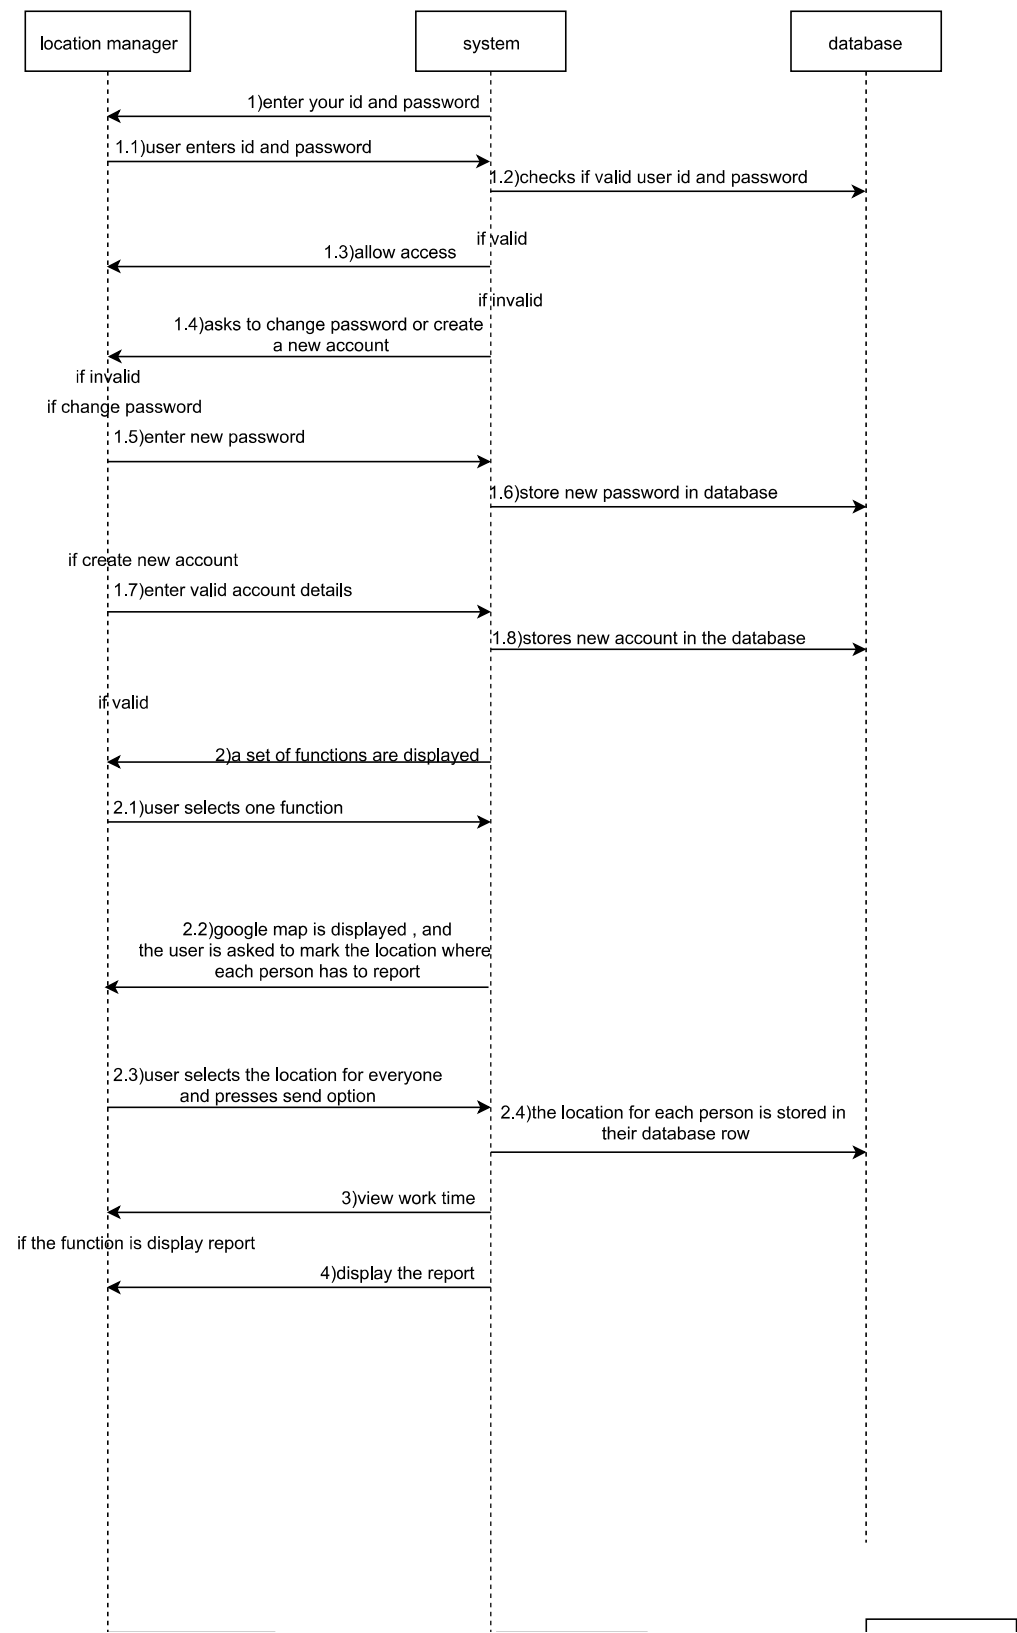 location manager
system
database
1)enter your id and password
1.1)user enters id and password
1.2)checks if valid user id and password
if valid
1.3)allow access
if invalid
1.4)asks to change password or create
a new account
if invalid
if change password
1.5)enter new password
1.6)store new password in database
if create new account
1.7)enter valid account details
1.8)stores new account in the database
if valid
2)a set of functions are displayed
2.1)user selects one function
2.2)google map is displayed , and
the user is asked to mark the location where
each person has to report
2.3)user selects the location for everyone
and presses send option
2.4)the location for each person is stored in
their database row
3)view work time
if the function is display report
4)display the report